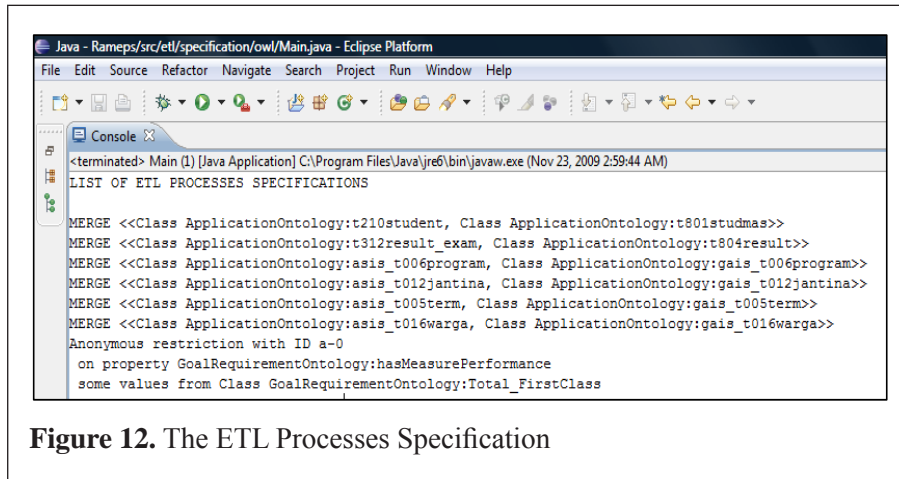 Java - Rameps/src/etl/specification/owl/Main.java - Eclipse Platform
File Edit Source Refactor Navigate Search Project Run Window Help
Console
<terminated> Main (1) [Java Application] C:\Program Files\Java\jre6\bin\javaw.exe (Nov 23, 2009 2:59:44 AM)
LIST OF ETL PROCESSES SPECIFICATIONS
MERGE <<Class ApplicationOntology:t210student, Class ApplicationOntology:t801studmas>>
MERGE <<Class ApplicationOntology:t312result_exam, Class ApplicationOntology:t804result>>
MERGE <<Class ApplicationOntology:asis_t006program, Class ApplicationOntology:gais_t006program>>
MERGE <<Class ApplicationOntology:asis_t012jantina, Class ApplicationOntology:gais_t012jantina>>
MERGE <<Class ApplicationOntology:asis_t005term, Class ApplicationOntology:gais_t005term>>
MERGE <<Class ApplicationOntology:asis_t016warga, Class ApplicationOntology:gais_t016warga>>
Anonymous restriction with ID a-0
on property GoalRequirementOntology:hasMeasurePerformance
some values from Class GoalRequirementOntology:Total_FirstClass
Figure 12. The ETL Processes Specification